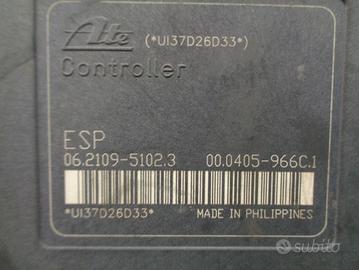 Ate (*UI37D26D33*)
Controller
ESP
06.2109-5102.3 00.0405-966C.1
*UI37D26D33* MADE IN PHILIPPINES
subito